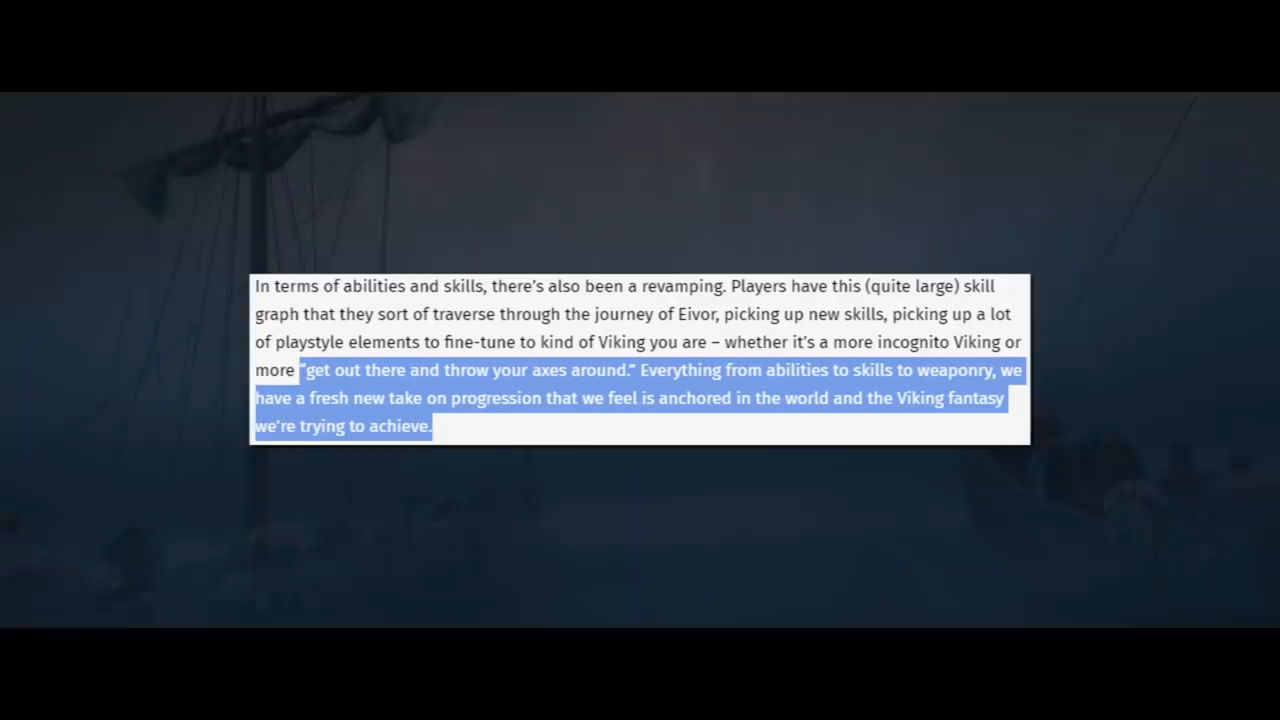 In terms of abilities and skills, there’s also been a revamping. Players have this (quite large) skill
graph that they sort of traverse through the journey of Eivor, picking up new skills, picking up a lot
of playstyle elements to fine-tune to kind of Viking you are – whether it’s a more incognito Viking or
more “get out there and throw your axes around.” Everything from abilities to skills to weaponry, we
have a fresh new take on progression that we feel is anchored in the world and the Viking fantasy
we’re trying to achieve.